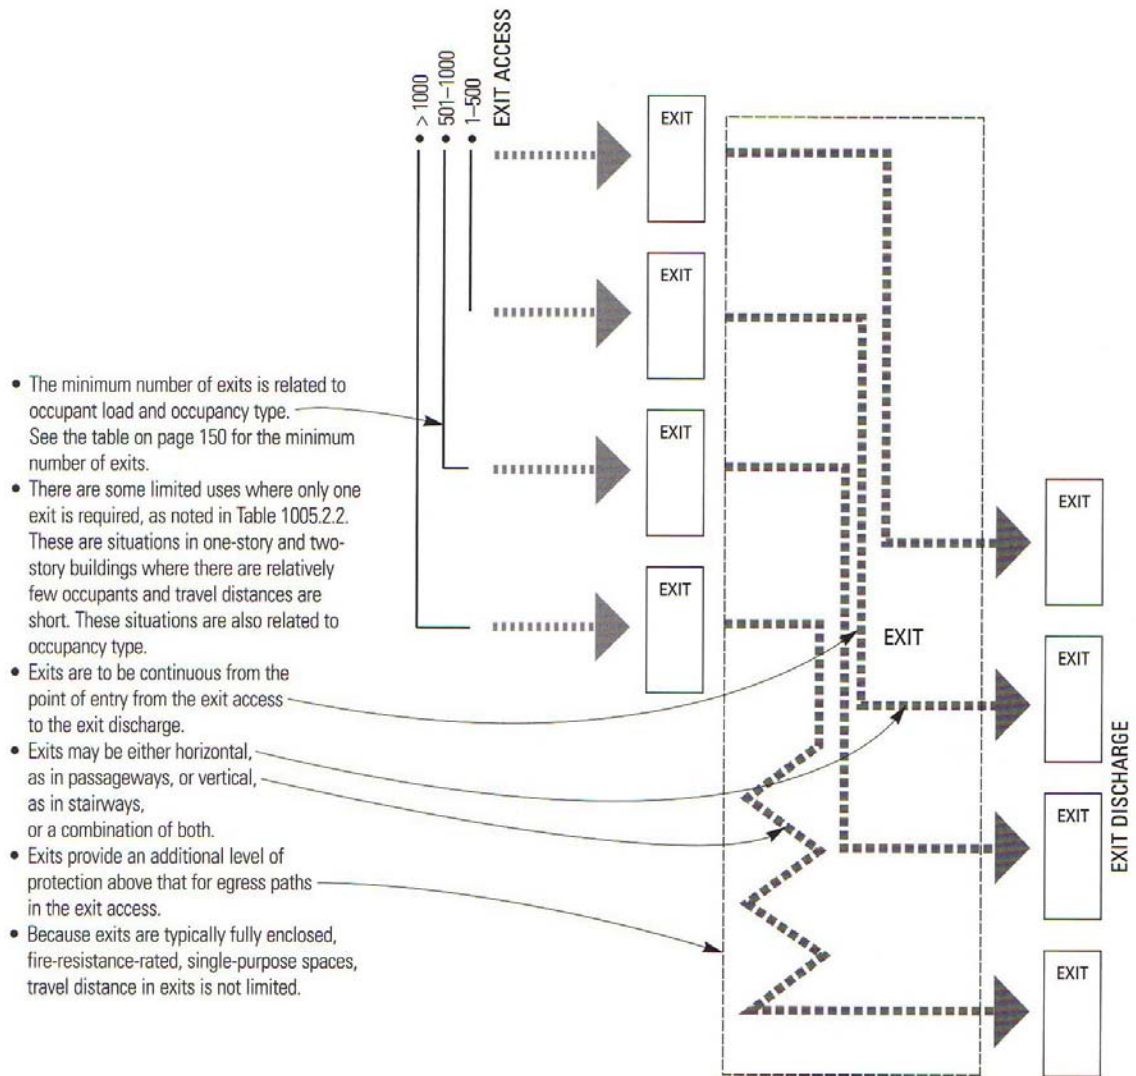 > 1000
501–1000
1–500
EXIT ACCESS
EXIT
EXIT
EXIT
EXIT
• The minimum number of exits is related to
occupant load and occupancy type.
See the table on page 150 for the minimum
number of exits.
• There are some limited uses where only one
exit is required, as noted in Table 1005.2.2.
These are situations in one-story and two-
story buildings where there are relatively
few occupants and travel distances are
short. These situations are also related to
occupancy type.
• Exits are to be continuous from the
point of entry from the exit access
to the exit discharge.
• Exits may be either horizontal,
as in passageways, or vertical,
as in stairways,
or a combination of both.
• Exits provide an additional level of
protection above that for egress paths
in the exit access.
• Because exits are typically fully enclosed,
fire-resistance-rated, single-purpose spaces,
travel distance in exits is not limited.
EXIT
EXIT
EXIT
EXIT
EXIT
EXIT DISCHARGE